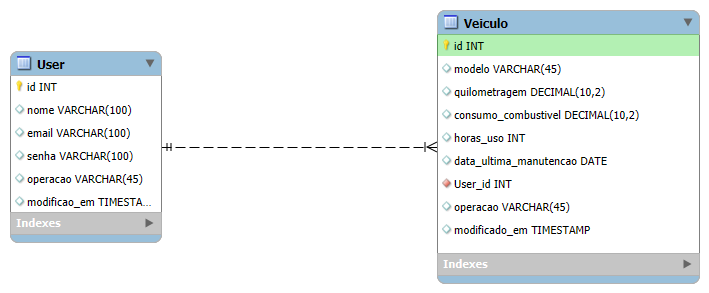 User
id INT
nome VARCHAR(100)
email VARCHAR(100)
senha VARCHAR(100)
operacao VARCHAR(45)
modificao_em TIMESTA...
Indexes
Veiculo
id INT
modelo VARCHAR(45)
quilometragem DECIMAL(10,2)
consumo_combustivel DECIMAL(10,2)
horas_uso INT
data_ultima_manutencao DATE
User_id INT
operacao VARCHAR(45)
modificado_em TIMESTAMP
Indexes